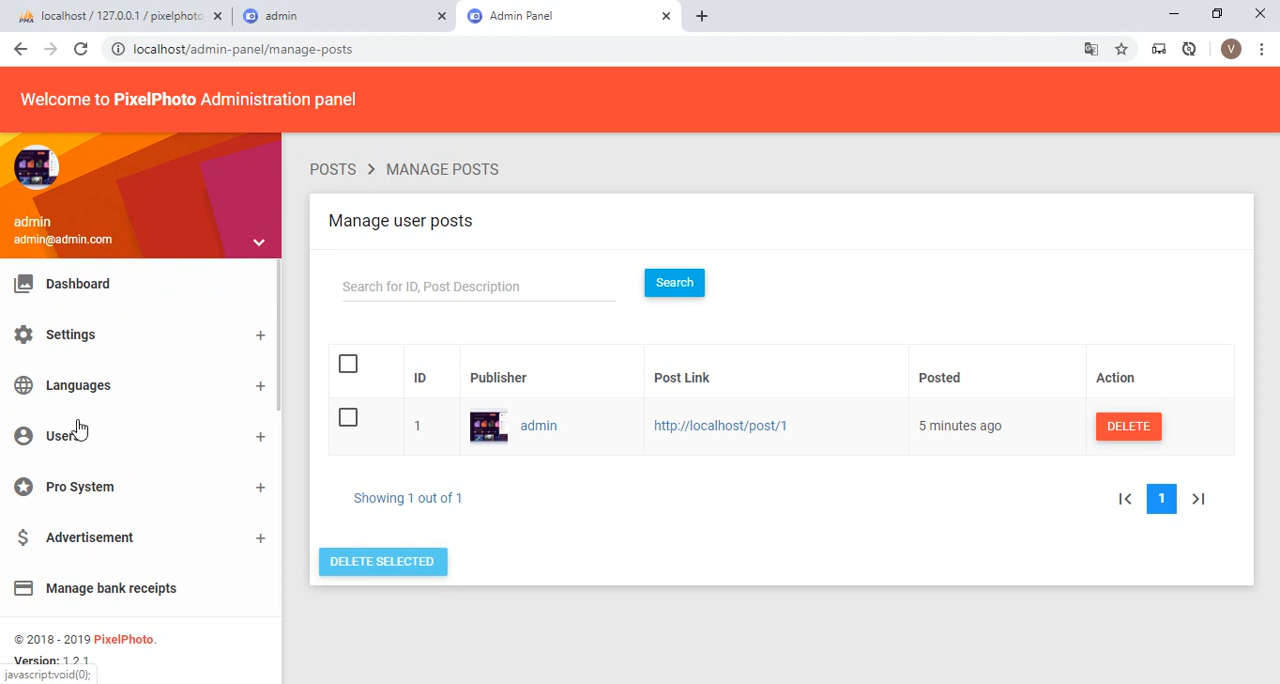 localhost / 127.0.0.1 / pixelphoto
admin
Admin Panel
localhost/admin-panel/manage-posts
V
Welcome to PixelPhoto Administration panel
admin
admin@admin.com
Dashboard
Settings
Languages
Pro System
Advertisement
Manage bank receipts
© 2018 - 2019 PixelPhoto.
Version: 1.2.1
javascript:void(0);
POSTS > MANAGE POSTS
Manage user posts
Search for ID, Post Description
Search
ID Publisher Post Link Posted Action
1 admin http://localhost/post/1 5 minutes ago DELETE
Showing 1 out of 1
1
DELETE SELECTED